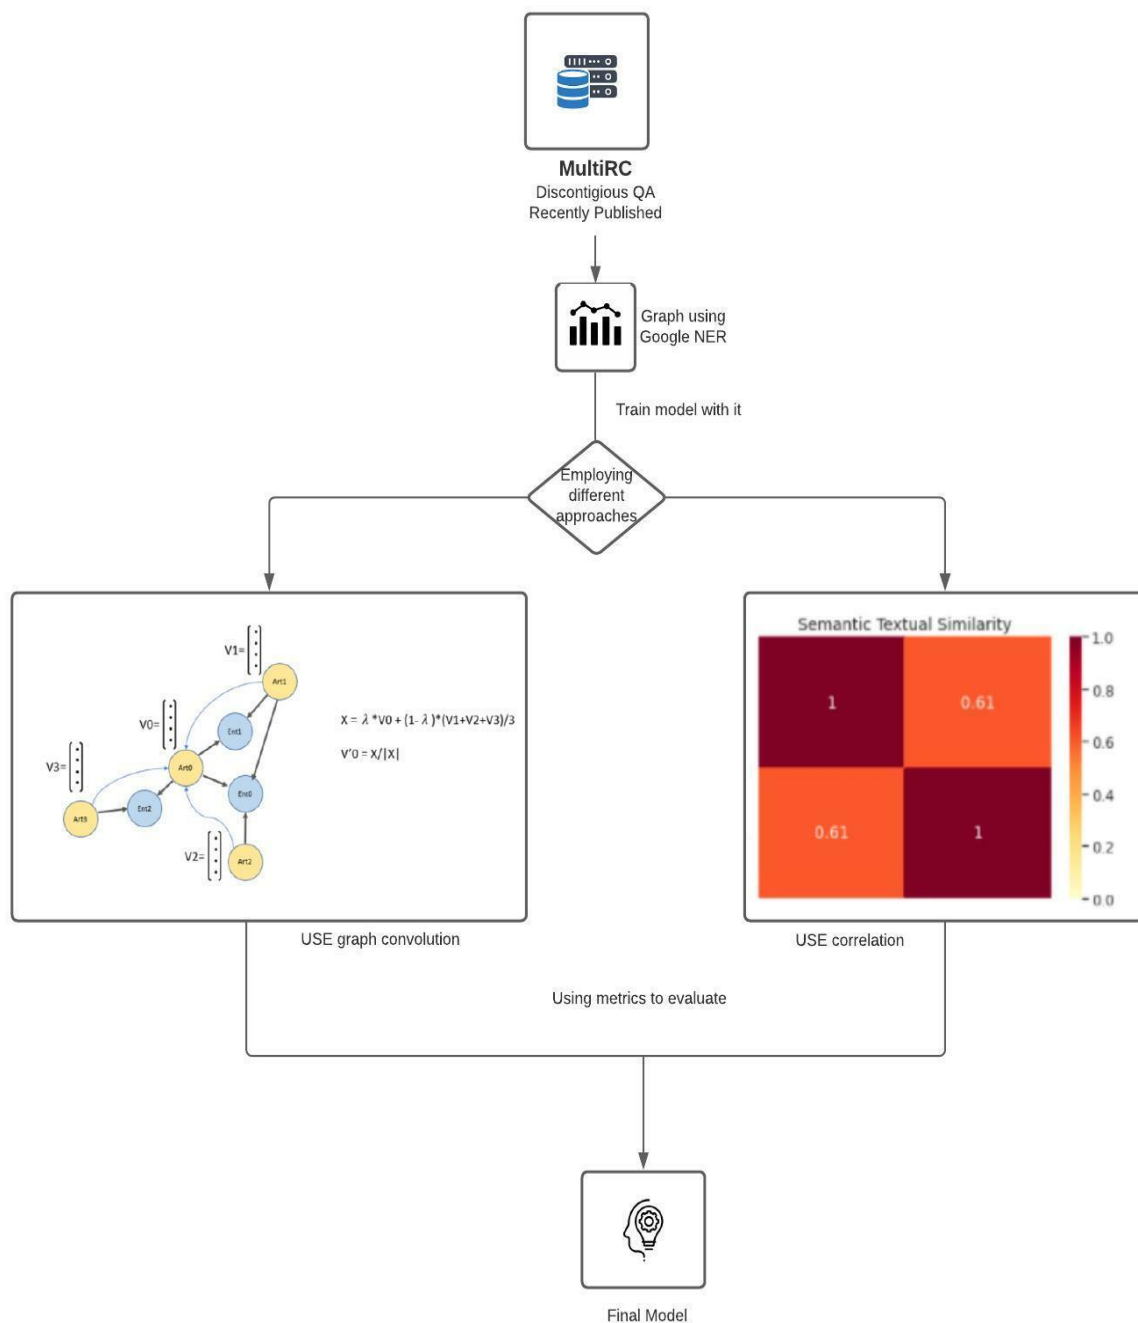 MultiRC
Discontigious QA
Recently Published
Graph using
Google NER
Train model with it
Employing
different
approaches
V1=
Art1
V0=
Ent1
X = λ *V0 + (1- λ )*(V1+V2+V3)/3
V'0 = X/|X|
V3=
Art0
Ent0
Ent2
Art3
V2=
Art2
USE graph convolution
Semantic Textual Similarity
1
0.61
0.61
1
1.0
0.8
0.6
0.4
0.2
0.0
USE correlation
Using metrics to evaluate
Final Model